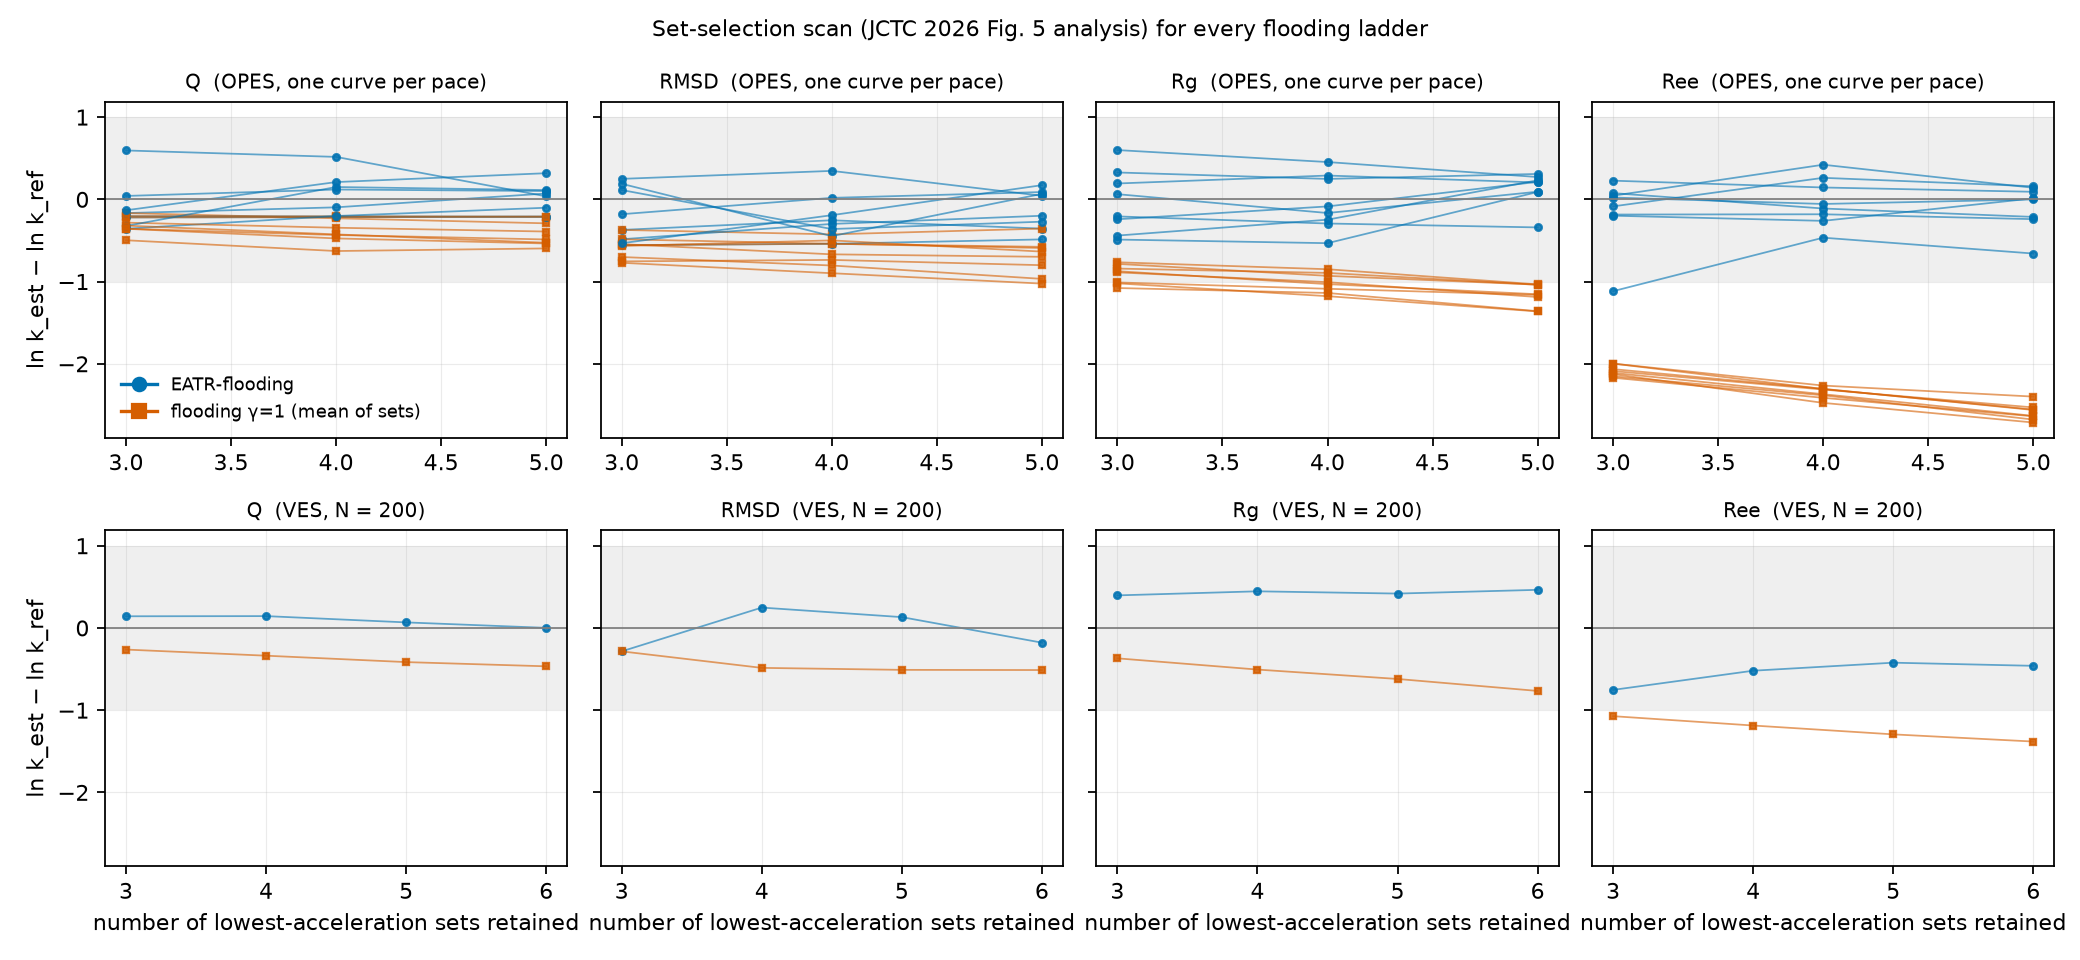 Set-selection scan (JCTC 2026 Fig. 5 analysis) for every flooding ladder
Q (OPES, one curve per pace)
RMSD (OPES, one curve per pace)
Rg (OPES, one curve per pace)
Ree (OPES, one curve per pace)
ln k_est − ln k_ref
1
0
−1
−2
EATR-flooding
flooding γ=1 (mean of sets)
3.0 3.5 4.0 4.5 5.0
3.0 3.5 4.0 4.5 5.0
3.0 3.5 4.0 4.5 5.0
3.0 3.5 4.0 4.5 5.0
Q (VES, N = 200)
RMSD (VES, N = 200)
Rg (VES, N = 200)
Ree (VES, N = 200)
ln k_est − ln k_ref
1
0
−1
−2
3 4 5 6
3 4 5 6
3 4 5 6
3 4 5 6
number of lowest-acceleration sets retained
number of lowest-acceleration sets retained
number of lowest-acceleration sets retained
number of lowest-acceleration sets retained